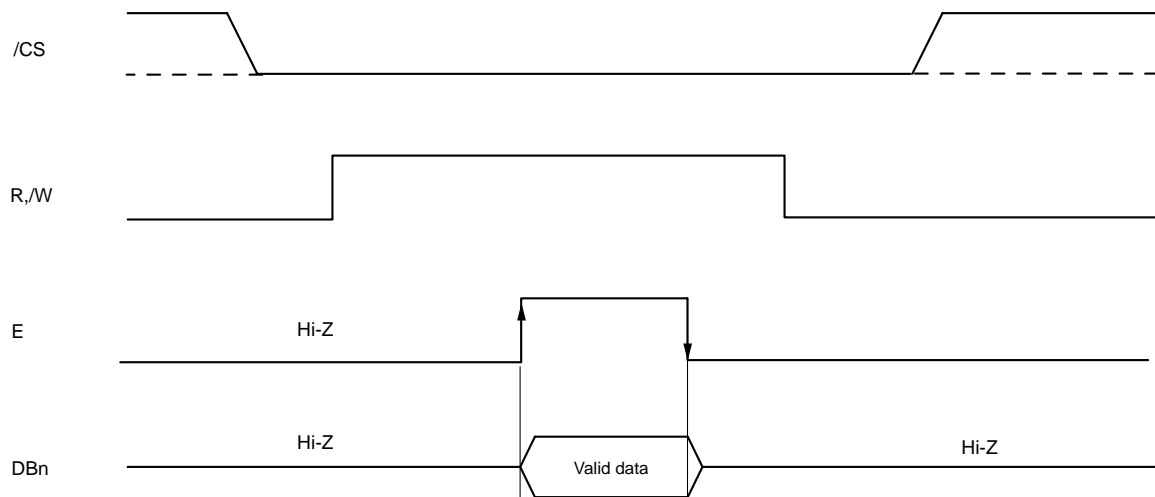 /CS
R,/W
E
Hi-Z
DBn
Hi-Z
Valid data
Hi-Z